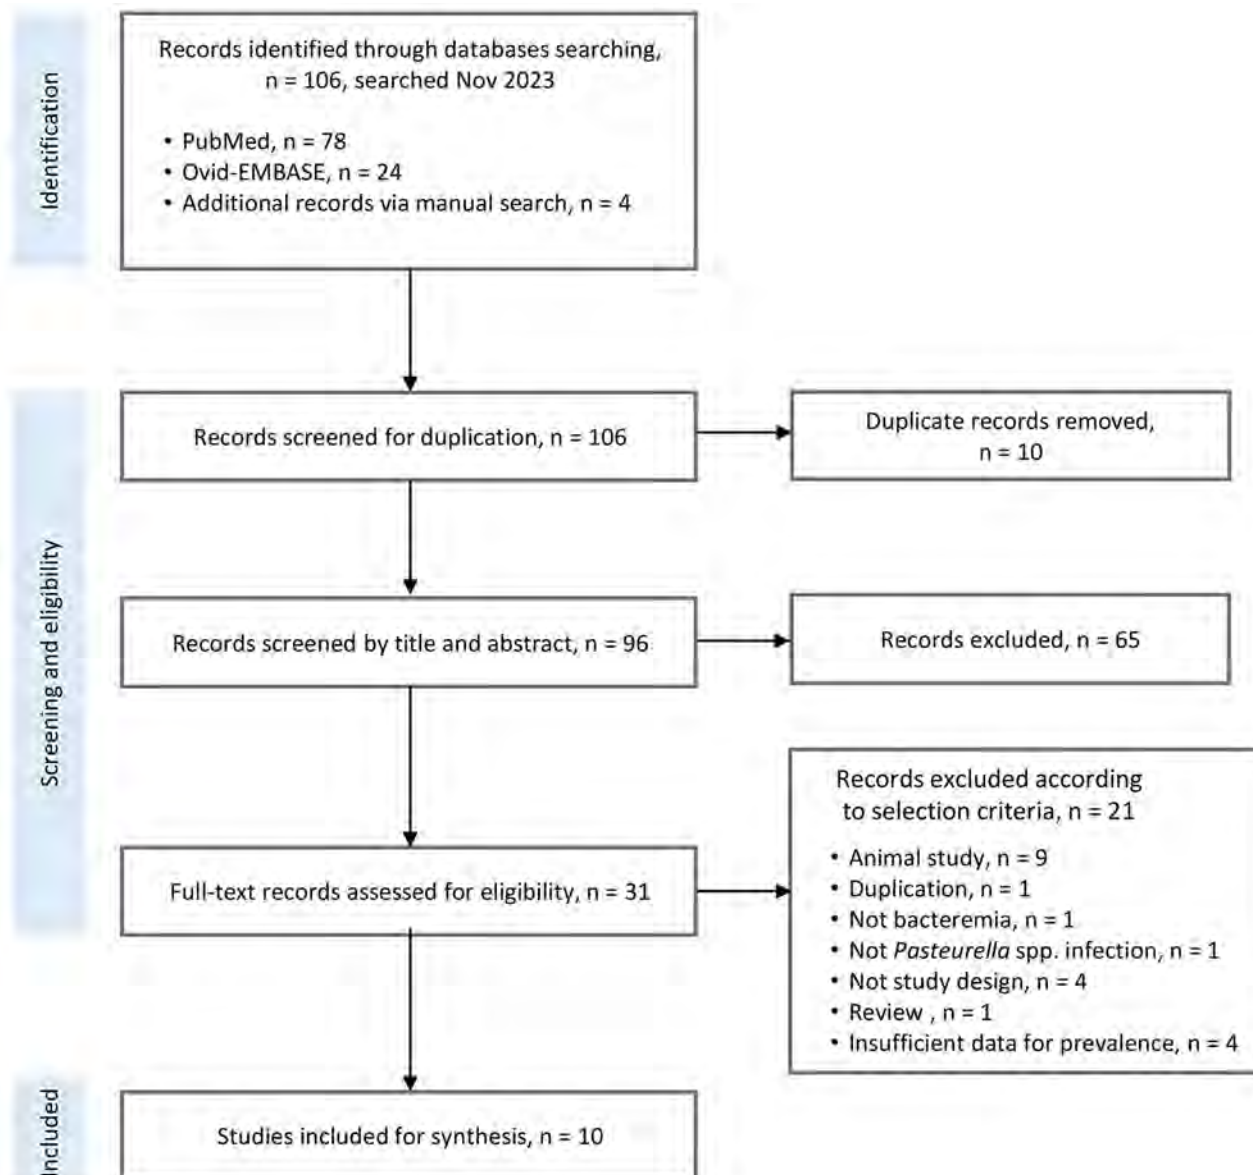 Identification
Records identified through databases searching,
n = 106, searched Nov 2023
• PubMed, n = 78
• Ovid-EMBASE, n = 24
• Additional records via manual search, n = 4
Screening and eligibility
Records screened for duplication, n = 106
Duplicate records removed,
n = 10
Records screened by title and abstract, n = 96
Records excluded, n = 65
Full-text records assessed for eligibility, n = 31
Records excluded according
to selection criteria, n = 21
• Animal study, n = 9
• Duplication, n = 1
• Not bacteremia, n = 1
• Not Pasteurella spp. infection, n = 1
• Not study design, n = 4
• Review , n = 1
• Insufficient data for prevalence, n = 4
Included
Studies included for synthesis, n = 10